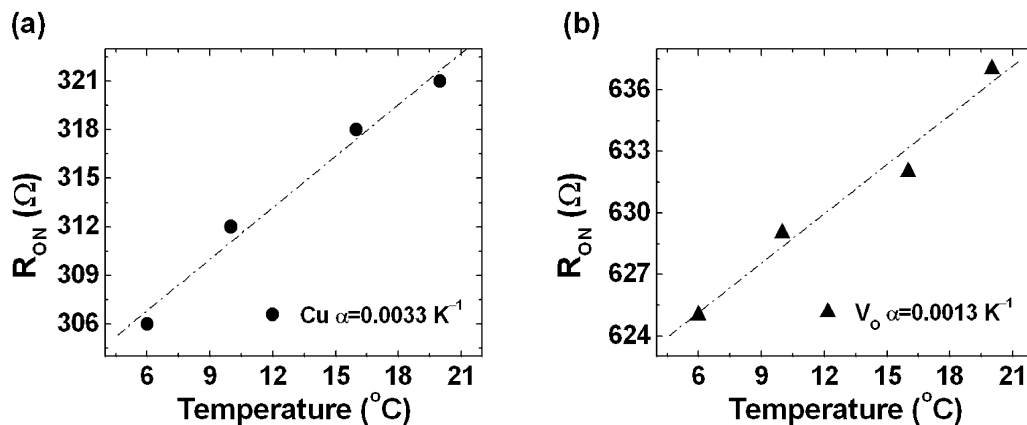 (a)
321
318
315
312
309
306
R_ON (Ω)
Cu α=0.0033 K⁻¹
6 9 12 15 18 21
Temperature (°C)
(b)
636
633
630
627
624
R_ON (Ω)
V_o α=0.0013 K⁻¹
6 9 12 15 18 21
Temperature (°C)